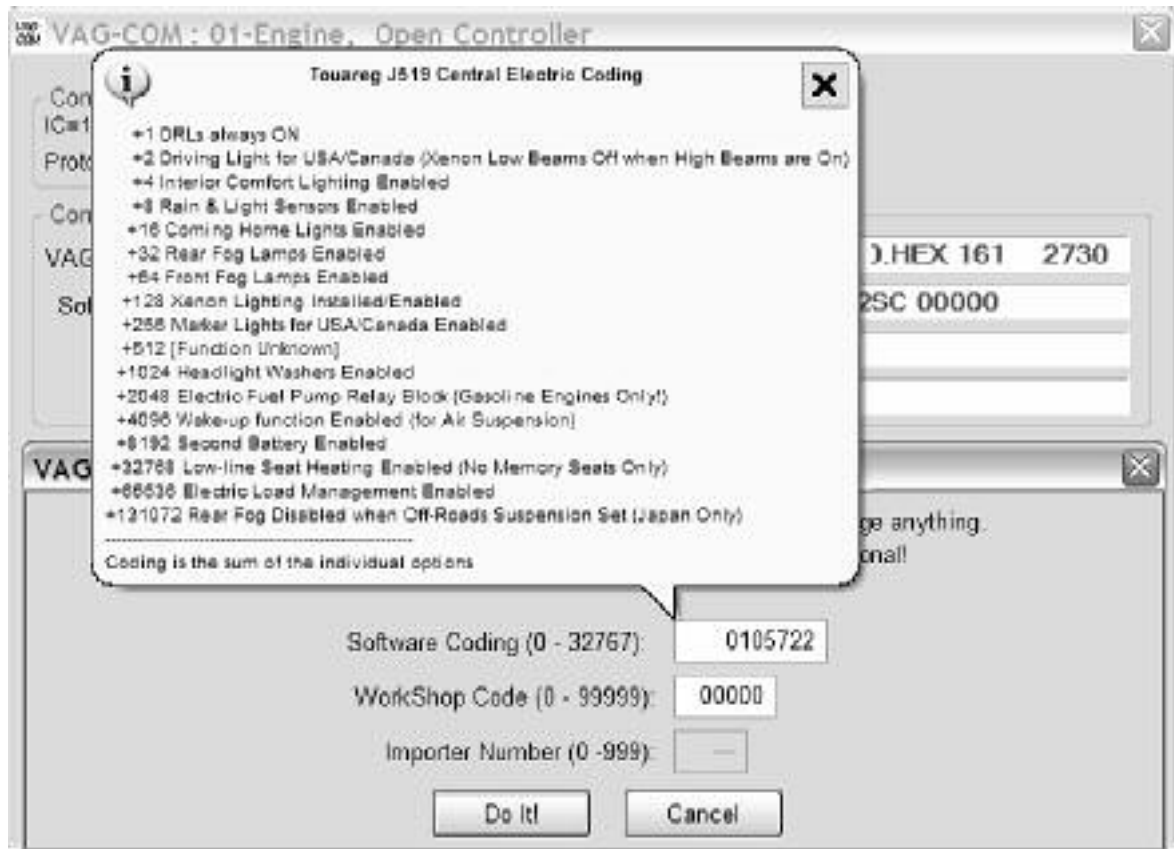 VAG-COM: 01-Engine, Open Controller
Touareg J519 Central Electric Coding
Con
IC=1
Proto
+1 DRLs always ON
+2 Driving Light for USA/Canada (Xenon Low Beams Off when High Beams are On)
+4 Interior Comfort Lighting Enabled
+8 Rain & Light Sensors Enabled
+16 Coming Home Lights Enabled
+32 Rear Fog Lamps Enabled
+64 Front Fog Lamps Enabled
+128 Xenon Lighting Installed/Enabled
+256 Marker Lights for USA/Canada Enabled
+512 [Function Unknown]
+1024 Headlight Washers Enabled
+2048 Electric Fuel Pump Relay Block (Gasoline Engines Only!)
+4096 Wake-up function Enabled (for Air Suspension)
+8192 Second Battery Enabled
+32768 Low-line Seat Heating Enabled (No Memory Seats Only)
+65536 Electric Load Management Enabled
+131072 Rear Fog Disabled when Off-Roads Suspension Set (Japan Only)
Coding is the sum of the individual options
Con
VAG
.HEX 161 2730
Sof
2SC 00000
VAG
ge anything.
onal!
Software Coding (0 - 32767): 0105722
WorkShop Code (0 - 99999): 00000
Importer Number (0 -999): ---
Do It!
Cancel